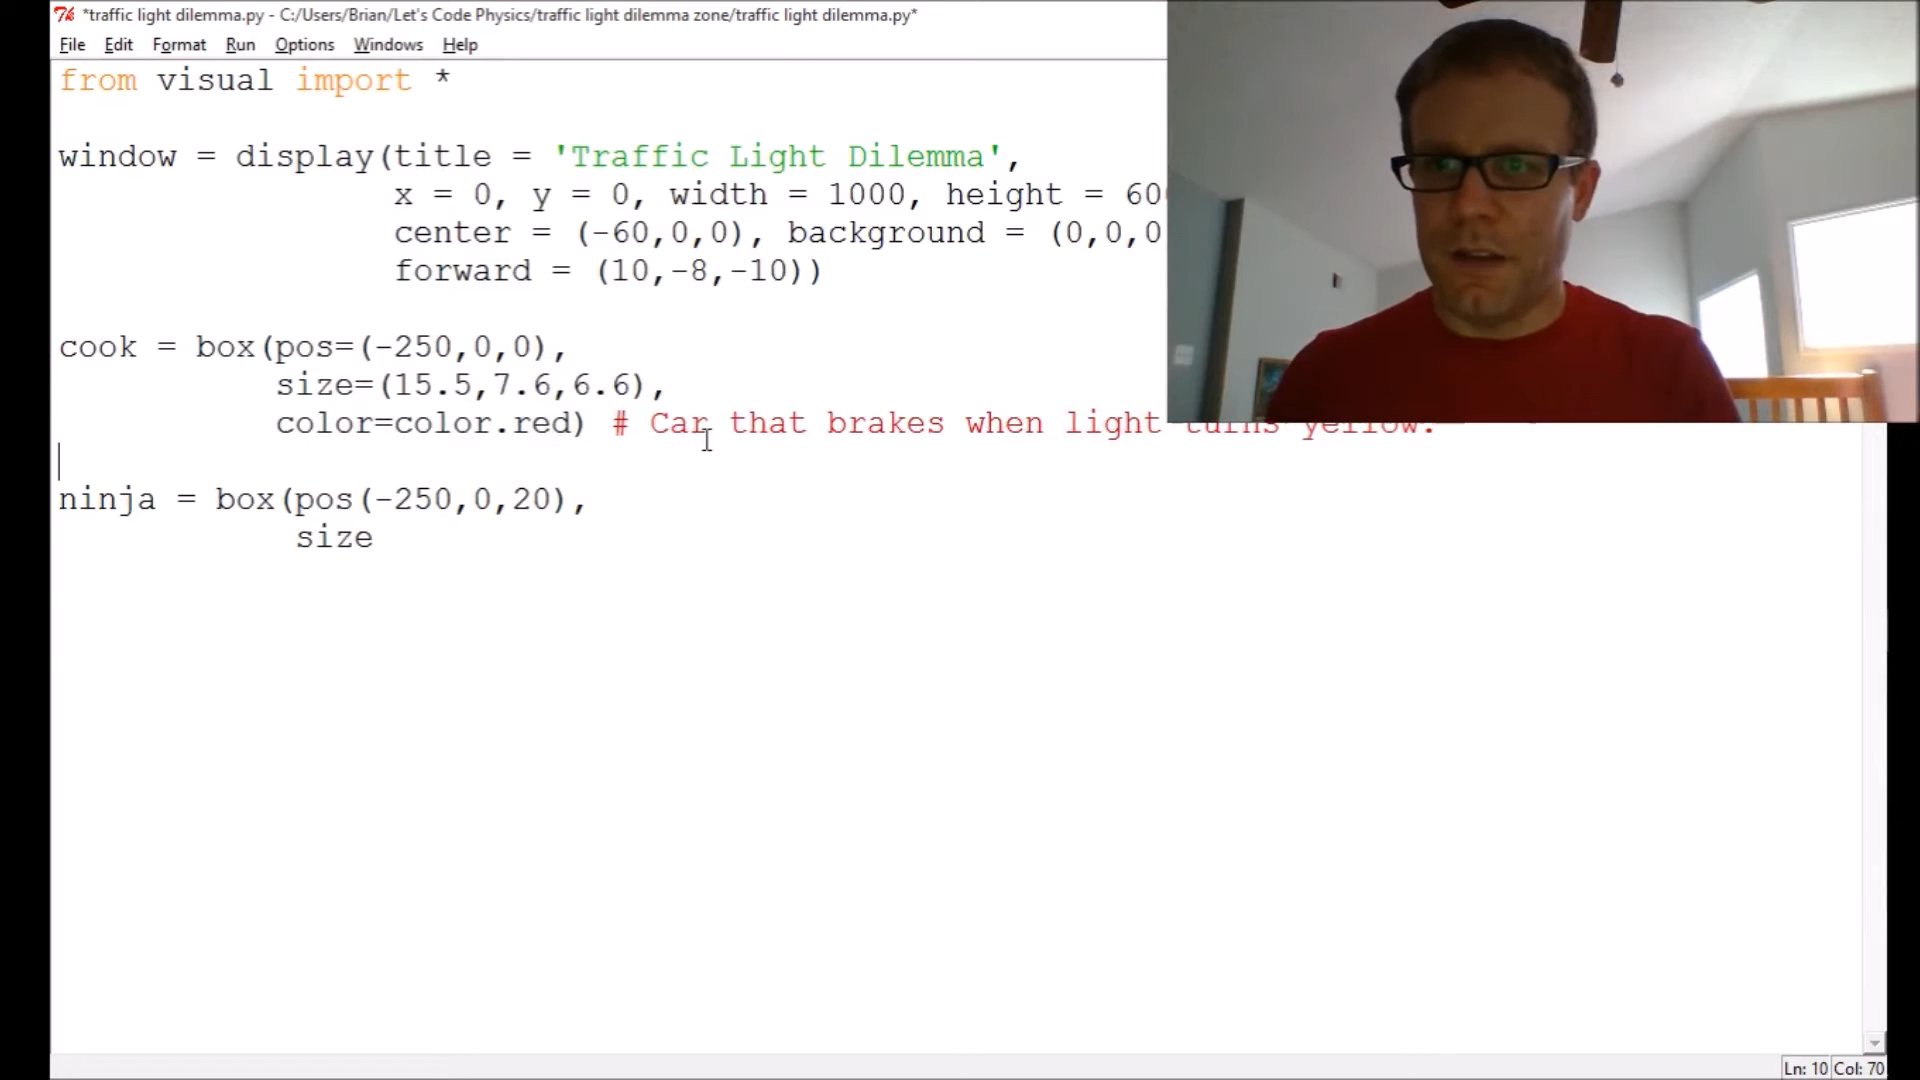 *traffic light dilemma.py - C:/Users/Brian/Let's Code Physics/traffic light dilemma zone/traffic light dilemma.py*
File Edit Format Run Options Windows Help
from visual import *
window = display(title = 'Traffic Light Dilemma',
x = 0, y = 0, width = 1000, height = 60
center = (-60,0,0), background = (0,0,0
forward = (10,-8,-10))
cook = box(pos=(-250,0,0),
size=(15.5,7.6,6.6),
color=color.red) # Car that brakes when light turns yellow.
ninja = box(pos(-250,0,20),
size
Ln: 10 Col: 70